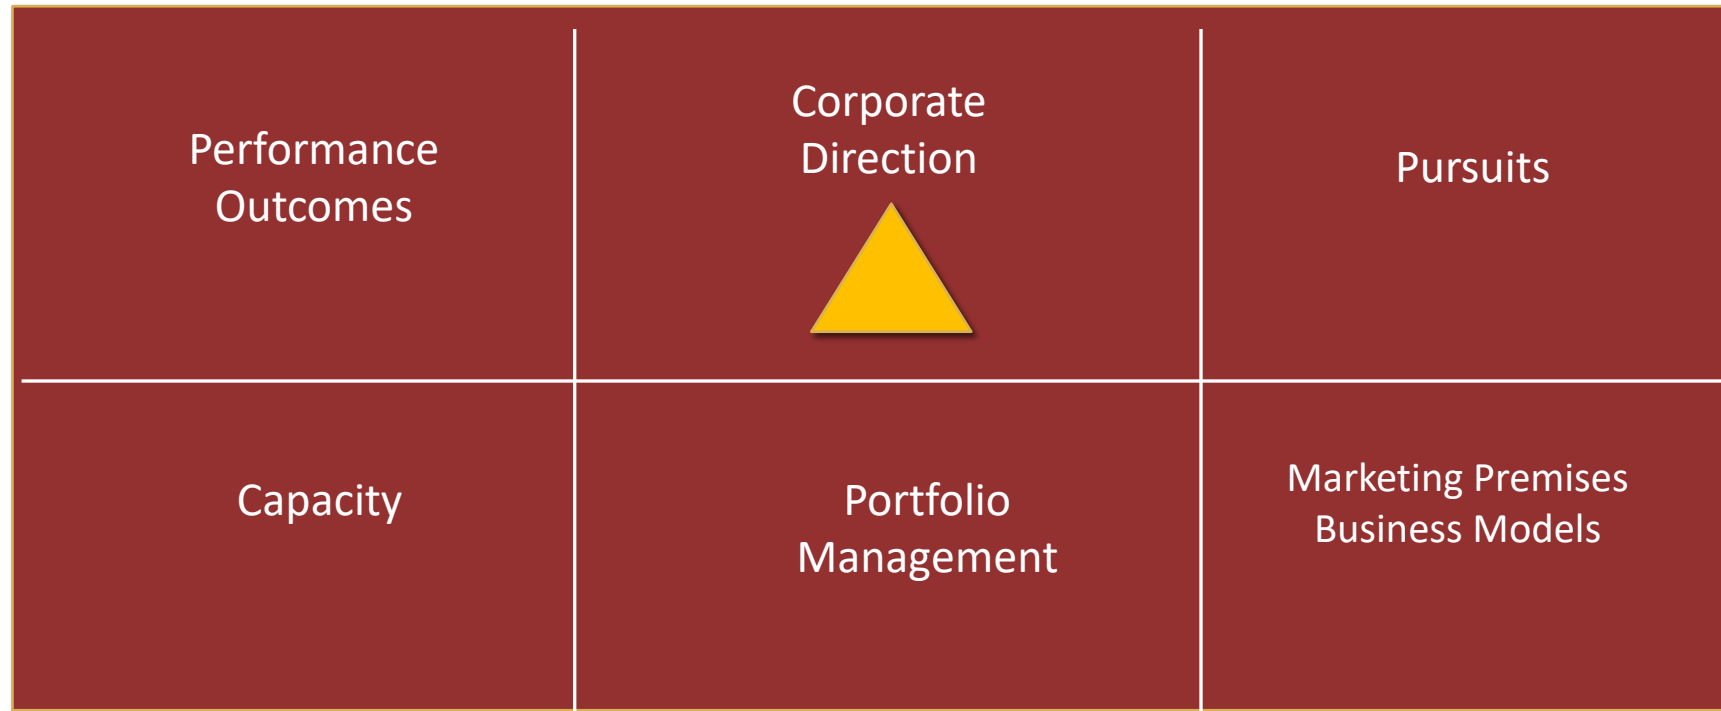 Performance
Outcomes
Corporate
Direction
Pursuits
Capacity
Portfolio
Management
Marketing Premises
Business Models